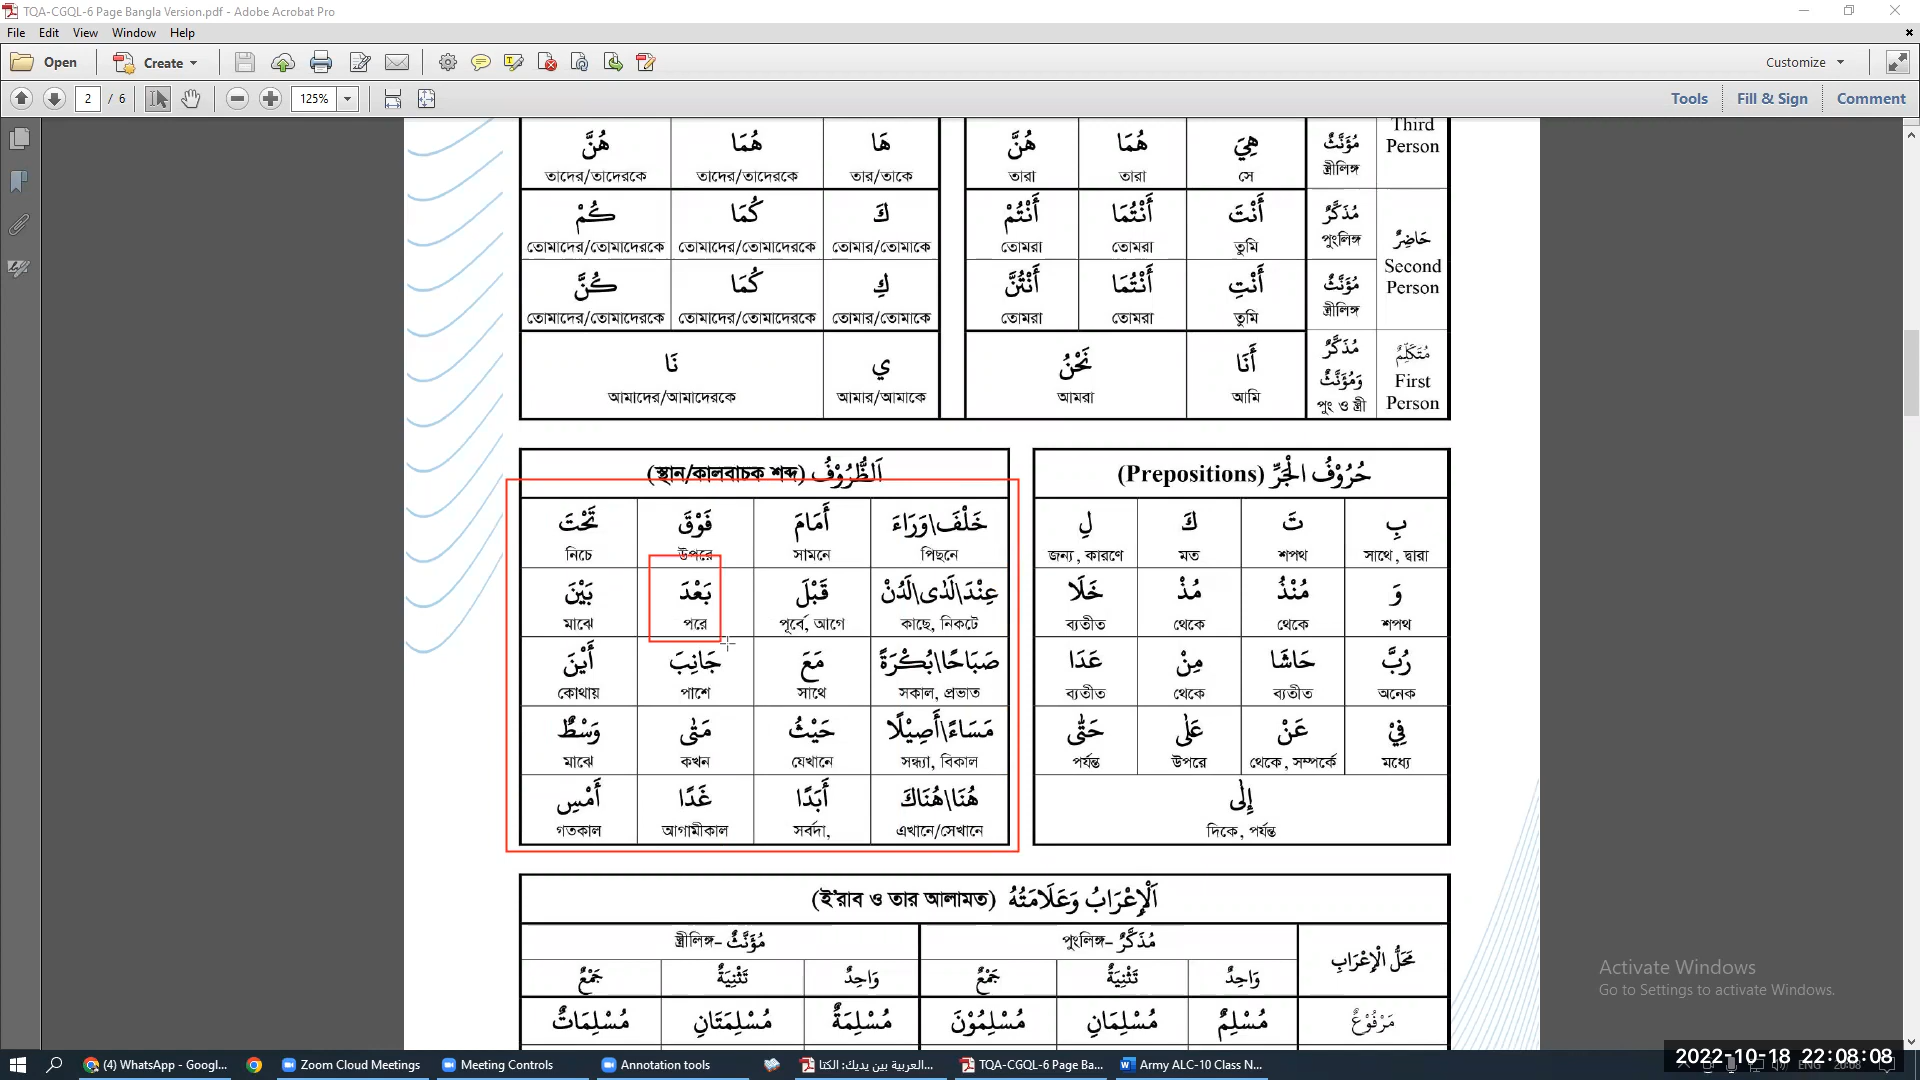 TQA-CGQL-6 Page Bangla Version.pdf - Adobe Acrobat Pro
File Edit View Window Help
Open Create Customize
2 / 6 125% Tools Fill & Sign Comment
هُنَّ هُمَا هَا هُنَّ هُمَا هِيَ مُؤَنَّثٌ Third Person
তাদের/তাদেরকে তাদের/তাদেরকে তার/তাকে তারা তারা সে স্ত্রীলিঙ্গ
كُمْ كُمَا كَ أَنْتُمْ أَنْتُمَا أَنْتَ مُذَكَّرٌ
তোমাদের/তোমাদেরকে তোমাদের/তোমাদেরকে তোমার/তোমাকে তোমরা তোমরা তুমি পুংলিঙ্গ
حَاضِرٌ Second Person
كُنَّ كُمَا كِ أَنْتُنَّ أَنْتُمَا أَنْتِ مُؤَنَّثٌ
তোমাদের/তোমাদেরকে তোমাদের/তোমাদেরকে তোমার/তোমাকে তোমরা তোমরা তুমি স্ত্রীলিঙ্গ
نَا ي نَحْنُ أَنَا مُذَكَّرٌ وَمُؤَنَّثٌ مُتَكَلِّمٌ First Person
আমাদের/আমাদেরকে আমার/আমাকে আমরা আমি পুং ও স্ত্রী
اَلظُّرُوْفُ (স্থান/কালবাচক শব্দ)
تَحْتَ فَوْقَ أَمَامَ خَلْفَ\وَرَاءَ
নিচে উপরে সামনে পিছনে
بَيْنَ بَعْدَ قَبْلَ عِنْدَ\لَدٰى\لَدُنْ
মাঝে পরে পূর্বে, আগে কাছে, নিকটে
أَيْنَ جَانِبَ مَعَ صَبَاحًا\بُكْرَةً
কোথায় পাশে সাথে সকাল, প্রভাত
وَسْطٌ مَتٰى حَيْثُ مَسَاءً\أَصِيْلًا
মাঝে কখন যেখানে সন্ধ্যা, বিকাল
أَمْسِ غَدًا أَبَدًا هُنَا\هُنَاكَ
গতকাল আগামীকাল সর্বদা, এখানে/সেখানে
حُرُوْفُ الْجَرِّ (Prepositions)
لِ كَ تَ بِ
জন্য, কারণে মত শপথ সাথে, দ্বারা
خَلَا مُذْ مُنْذُ وَ
ব্যতীত থেকে থেকে শপথ
عَدَا مِنْ حَاشَا رُبَّ
ব্যতীত থেকে ব্যতীত অনেক
حَتّٰى عَلٰى عَنْ فِيْ
পর্যন্ত উপরে থেকে, সম্পর্কে মধ্যে
إِلٰى
দিকে, পর্যন্ত
اَلْإِعْرَابُ وَعَلَامَتُهُ (ই'রাব ও তার আলামত)
স্ত্রীলিঙ্গ- مُؤَنَّثٌ পুংলিঙ্গ- مُذَكَّرٌ مَحَلُّ الْإِعْرَابِ
جَمْعٌ تَثْنِيَةٌ وَاحِدٌ جَمْعٌ تَثْنِيَةٌ وَاحِدٌ
مُسْلِمَاتٌ مُسْلِمَتَانِ مُسْلِمَةٌ مُسْلِمُوْنَ مُسْلِمَانِ مُسْلِمٌ مَرْفُوْعٌ
Activate Windows
Go to Settings to activate Windows.
(4) WhatsApp - Googl... Zoom Cloud Meetings Meeting Controls Annotation tools العربية بين يديك: الكتا... TQA-CGQL-6 Page Ba... Army ALC-10 Class N...
2022-10-18 22:08:08